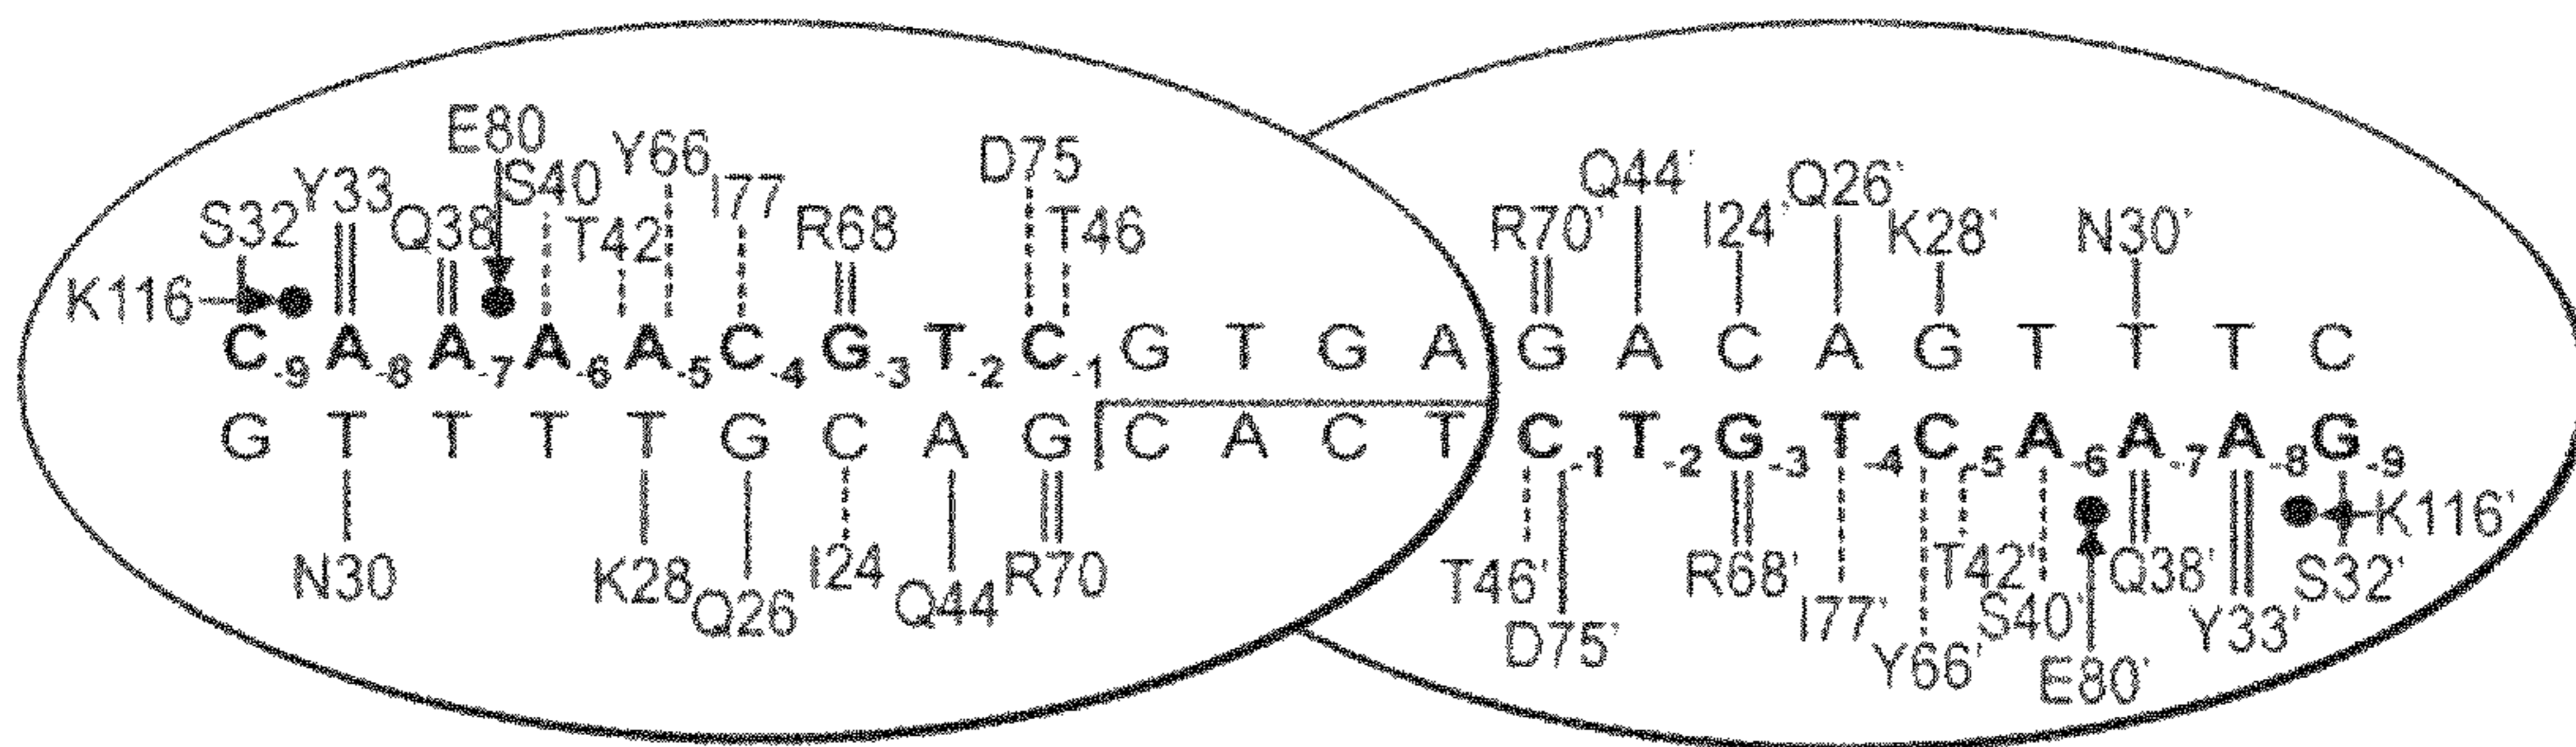 E80 Y66 D75 Q44' Q26'
S32 Y33 Q38 S40 T42 I77 R68 T46 R70' I24' K28' N30'
K116
C-9 A-8 A-7 A-6 A-5 C-4 G-3 T-2 C-1 G T G A G A C A G T T T C
G T T T T G C A G C A C T C-1 T-2 G-3 T-4 C-5 A-6 A-7 A-8 G-9
K116'
N30 K28 Q26 I24 Q44 R70 T46' R68' T42' Q38' S32'
D75' I77' Y66' S40' E80' Y33'